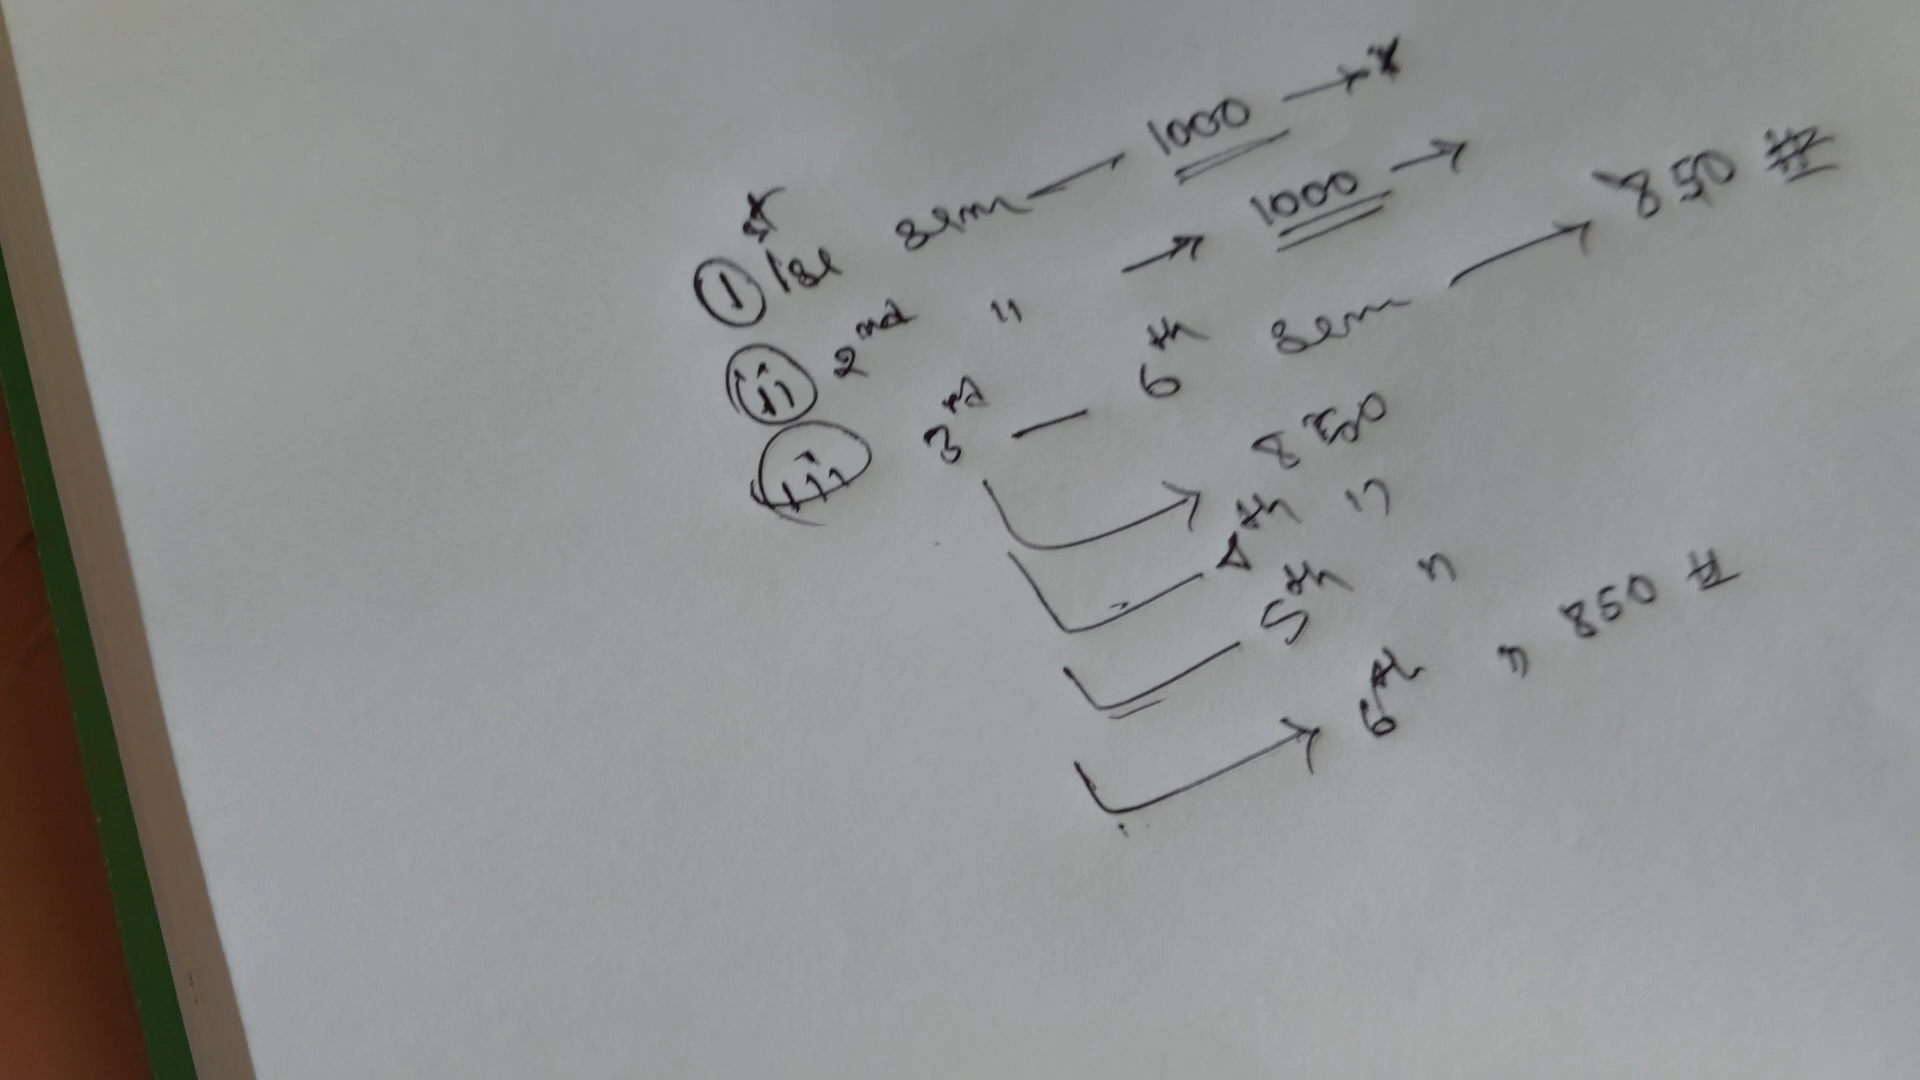 ① 1st sem — 1000 →
ⓘⓘ 2nd " → 1000 →
ⓘⓘⓘ 3rd — 6th sem → 850 #
→ 850
4th "
5th "
→ 6th " 850 #